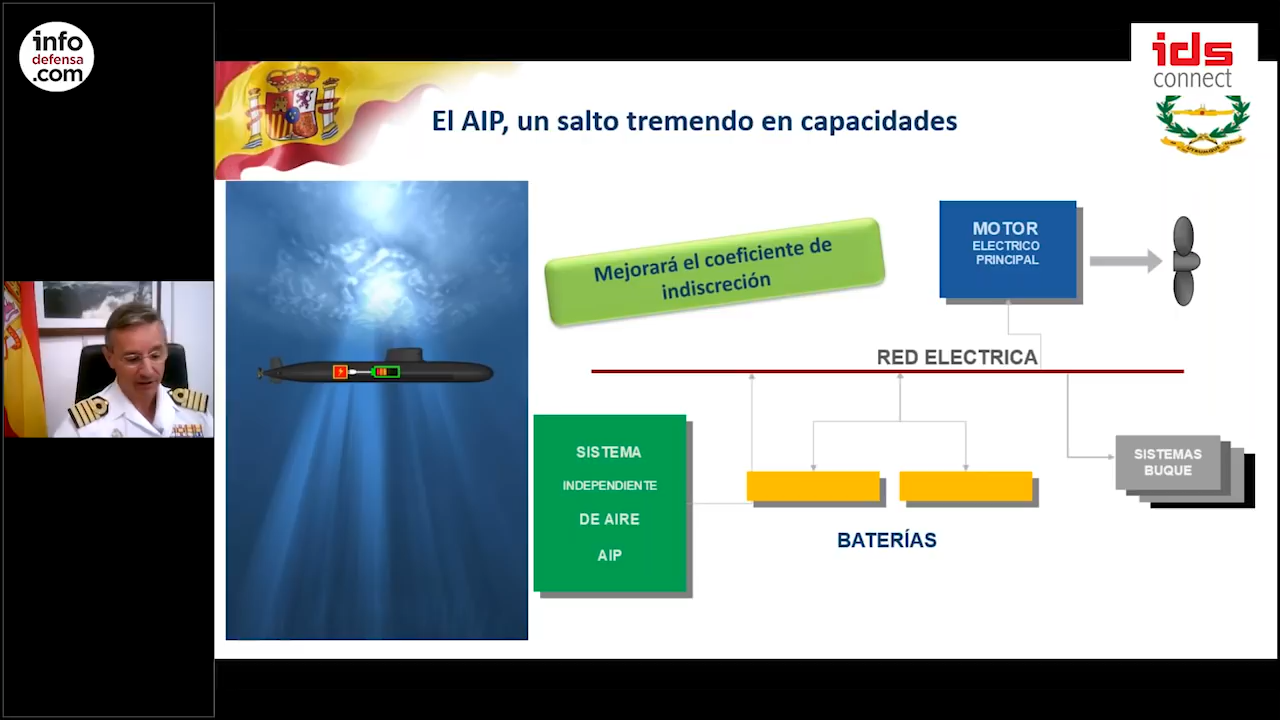 info
defensa
.com
ids
connect
El AIP, un salto tremendo en capacidades
Mejorará el coeficiente de
indiscreción
MOTOR
ELECTRICO
PRINCIPAL
RED ELECTRICA
SISTEMA
INDEPENDIENTE
DE AIRE
AIP
SISTEMAS
BUQUE
BATERÍAS